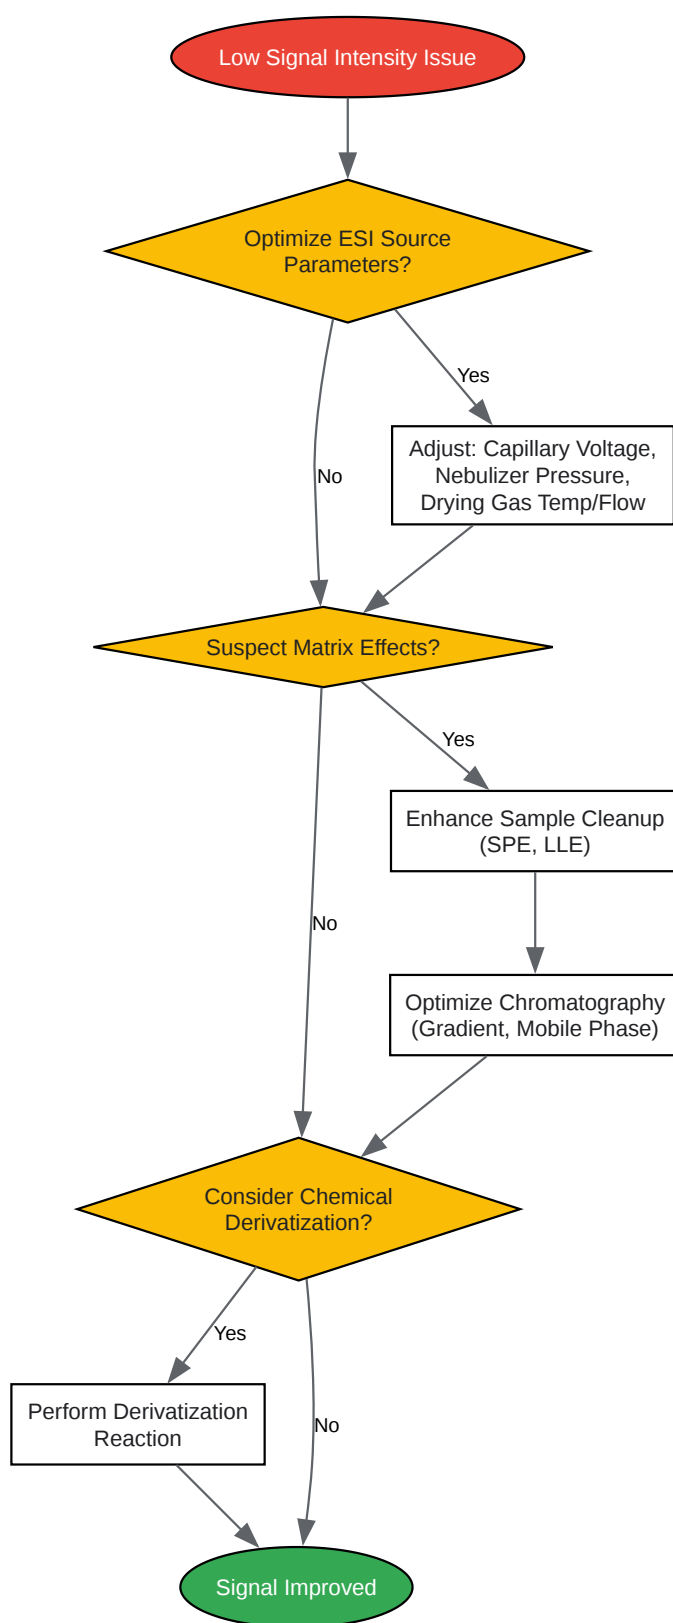 Low Signal Intensity Issue
Optimize ESI Source
Parameters?
Yes
Adjust: Capillary Voltage,
Nebulizer Pressure,
Drying Gas Temp/Flow
No
Suspect Matrix Effects?
Yes
Enhance Sample Cleanup
(SPE, LLE)
No
Optimize Chromatography
(Gradient, Mobile Phase)
Consider Chemical
Derivatization?
Yes
Perform Derivatization
Reaction
No
Signal Improved